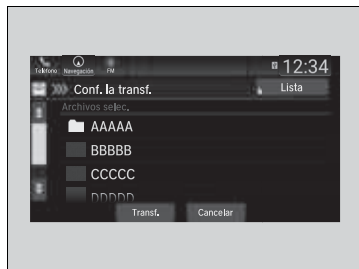 Teléfono Navegación FM 12:34
Conf. la transf. Lista
Archivos selec.
AAAAA
BBBBB
CCCCC
DDDDD
Transf. Cancelar